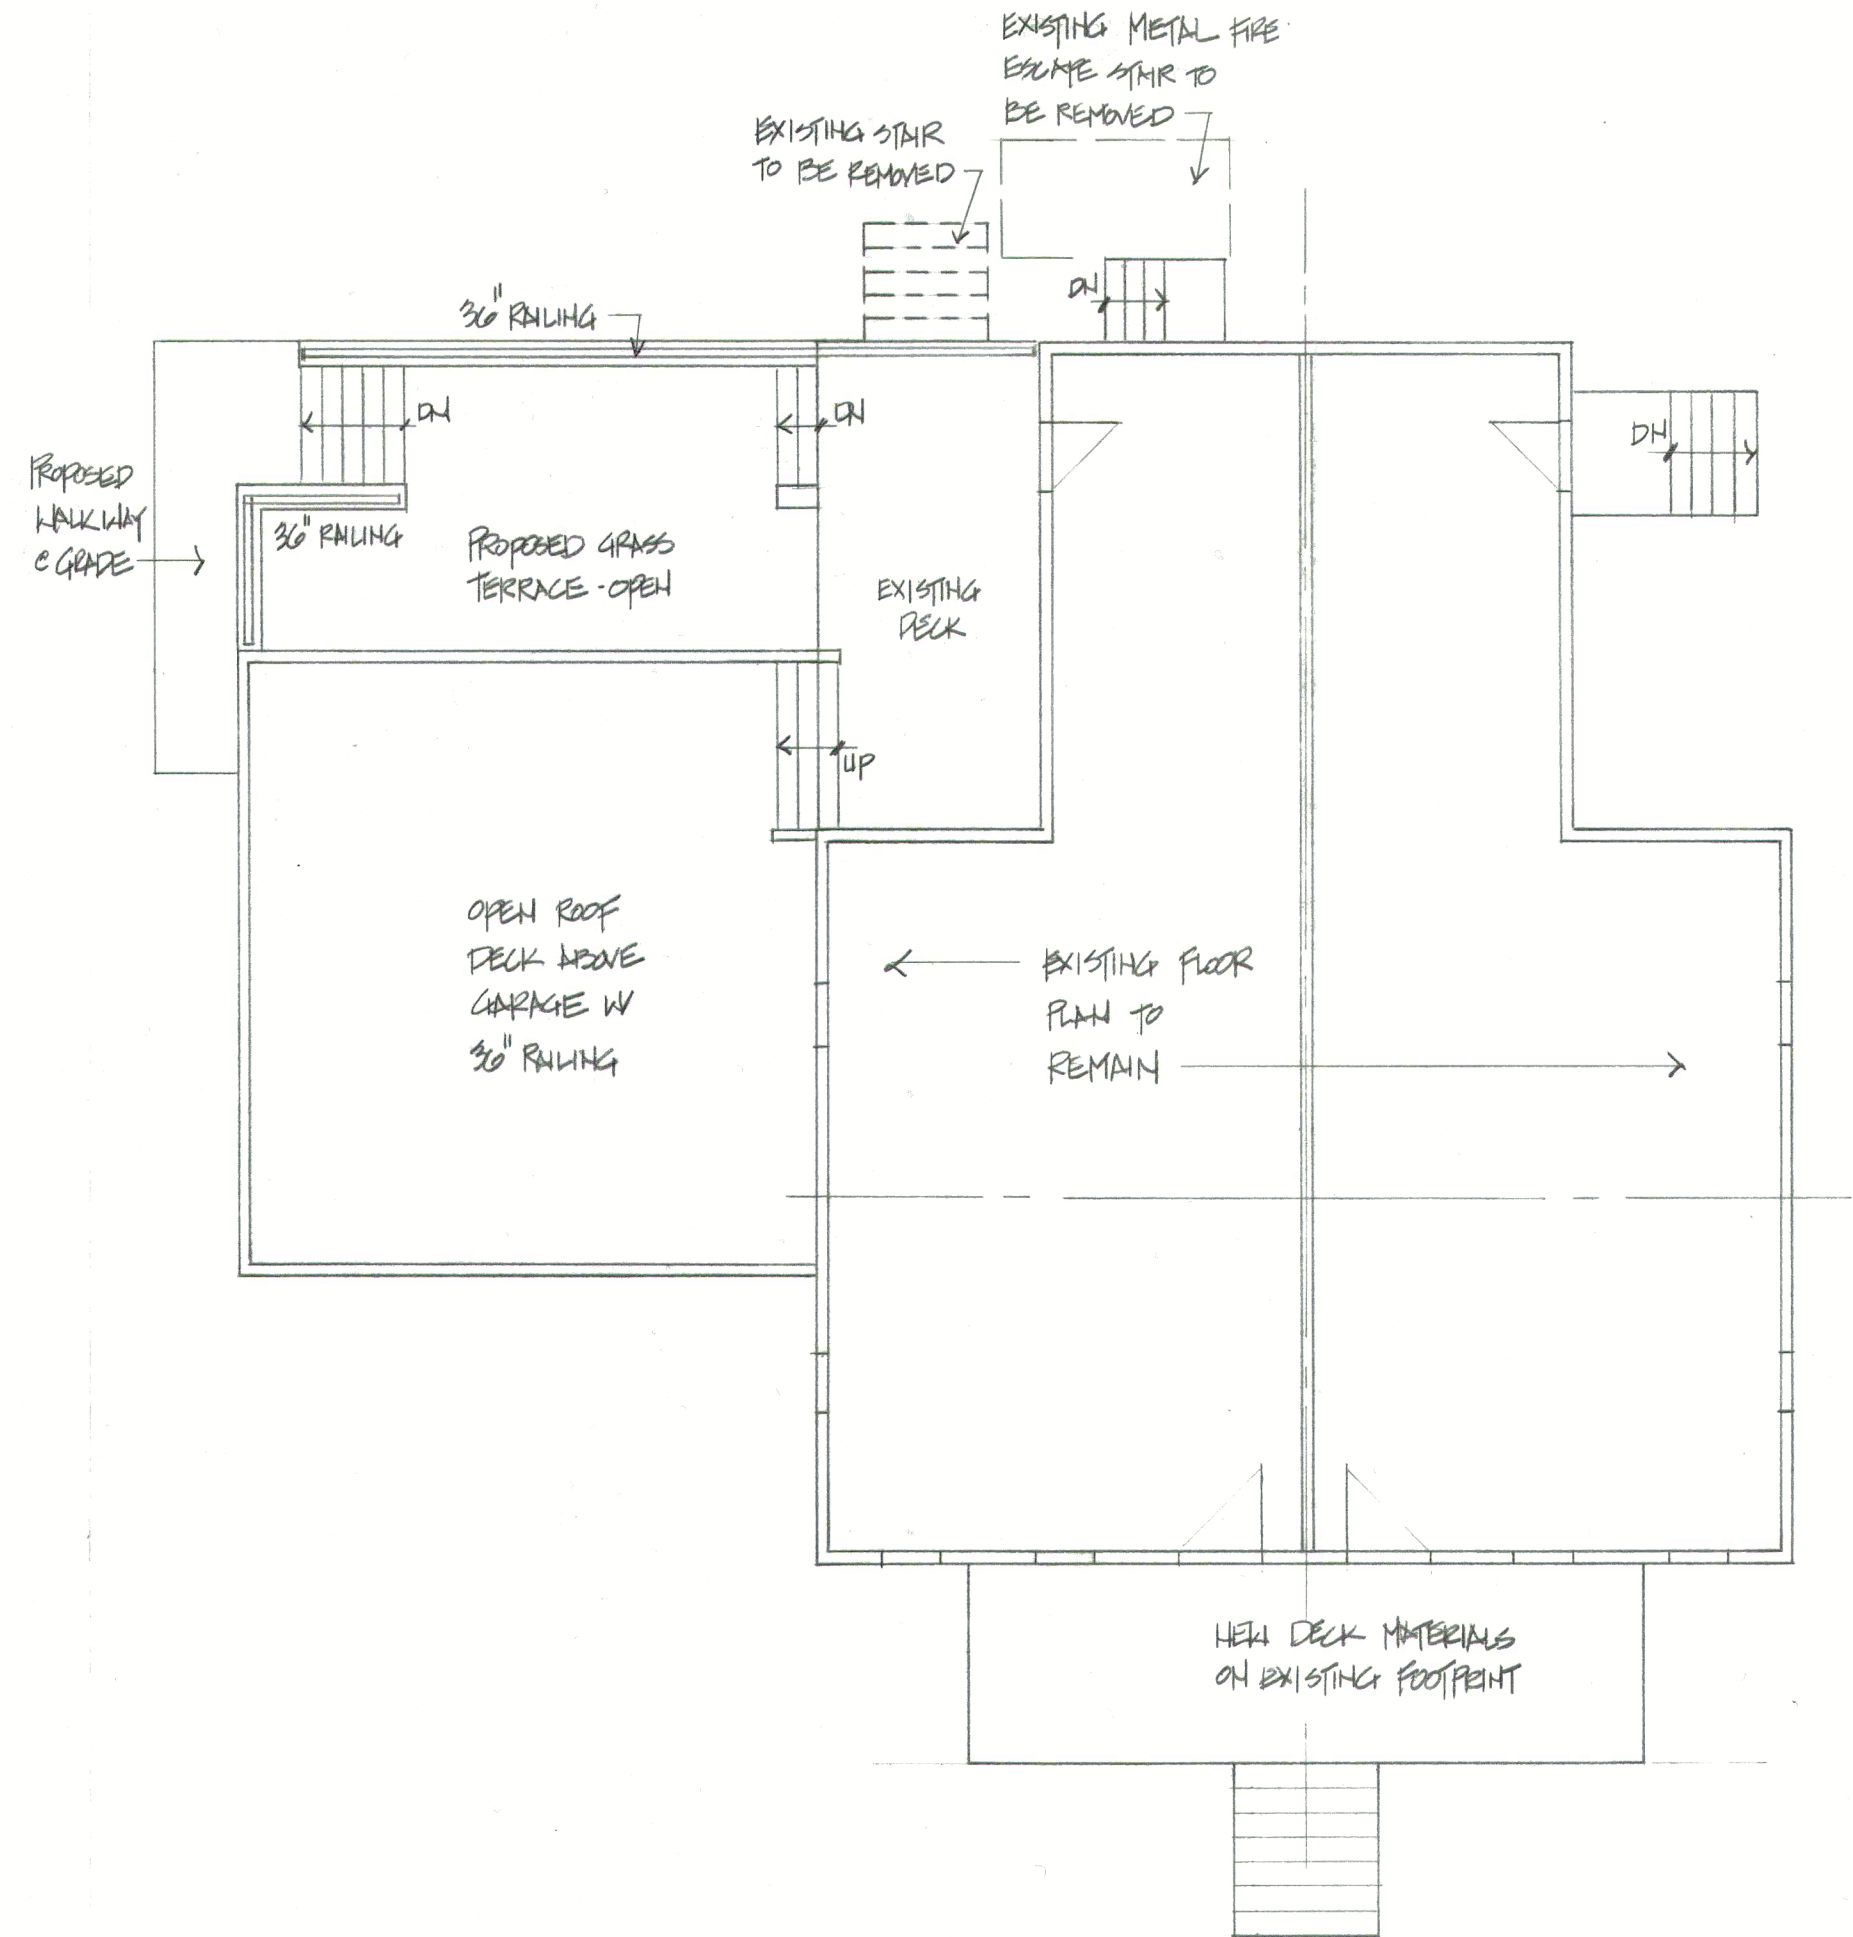 EXISTING METAL FIRE
ESCAPE STAIR TO
BE REMOVED
EXISTING STAIR
TO BE REMOVED
DN
36" RAILING
DN
DN
DN
PROPOSED
WALKWAY
@ GRADE
36" RAILING
PROPOSED GRASS
TERRACE - OPEN
EXISTING
DECK
UP
OPEN ROOF
DECK ABOVE
GARAGE W/
36" RAILING
EXISTING FLOOR
PLAN TO
REMAIN
NEW DECK MATERIALS
ON EXISTING FOOTPRINT